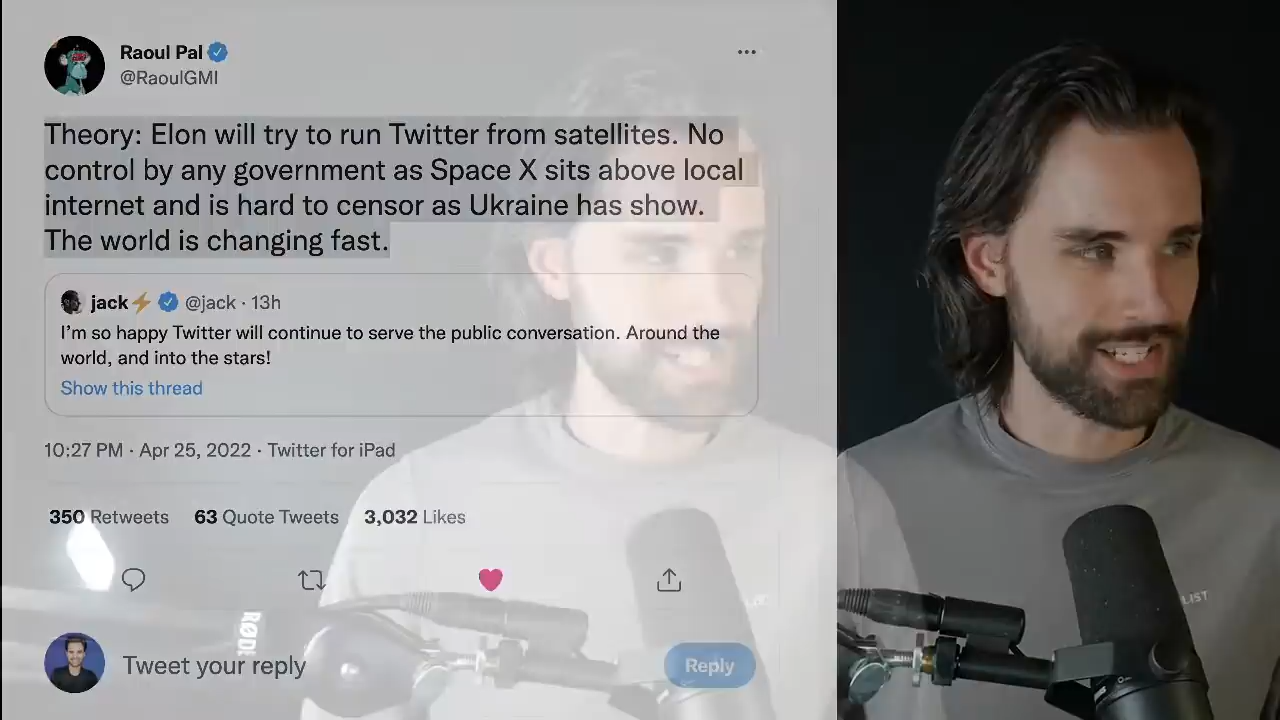 Raoul Pal
@RaoulGMI
Theory: Elon will try to run Twitter from satellites. No
control by any government as Space X sits above local
internet and is hard to censor as Ukraine has show.
The world is changing fast.
jack⚡ @jack · 13h
I'm so happy Twitter will continue to serve the public conversation. Around the
world, and into the stars!
Show this thread
10:27 PM · Apr 25, 2022 · Twitter for iPad
350 Retweets 63 Quote Tweets 3,032 Likes
RØDE
LIST
Tweet your reply
Reply